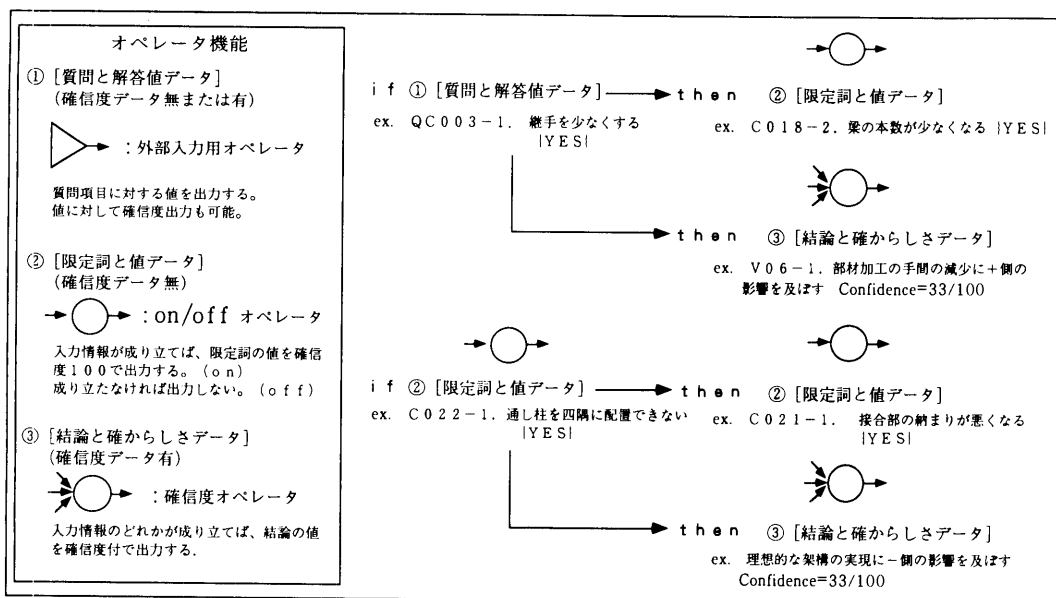 オペレータ機能
① [質問と解答値データ]
(確信度データ無または有)
:外部入力用オペレータ
質問項目に対する値を出力する。
値に対して確信度出力も可能。
② [限定詞と値データ]
(確信度データ無)
:on/off オペレータ
入力情報が成り立てば、限定詞の値を確信
度100で出力する。(on)
成り立たなければ出力しない。(off)
③ [結論と確からしさデータ]
(確信度データ有)
:確信度オペレータ
入力情報のどれかが成り立てば、結論の値
を確信度付で出力する.
if ① [質問と解答値データ] then ② [限定詞と値データ]
ex. QC003-1. 継手を少なくする
|YES|
ex. C018-2. 梁の本数が少なくなる |YES|
then ③ [結論と確からしさデータ]
ex. V06-1. 部材加工の手間の減少に+側の
影響を及ぼす Confidence=33/100
if ② [限定詞と値データ] then ② [限定詞と値データ]
ex. C022-1. 通し柱を四隅に配置できない
|YES|
ex. C021-1. 接合部の納まりが悪くなる
|YES|
then ③ [結論と確からしさデータ]
ex. 理想的な架構の実現に-側の影響を及ぼす
Confidence=33/100